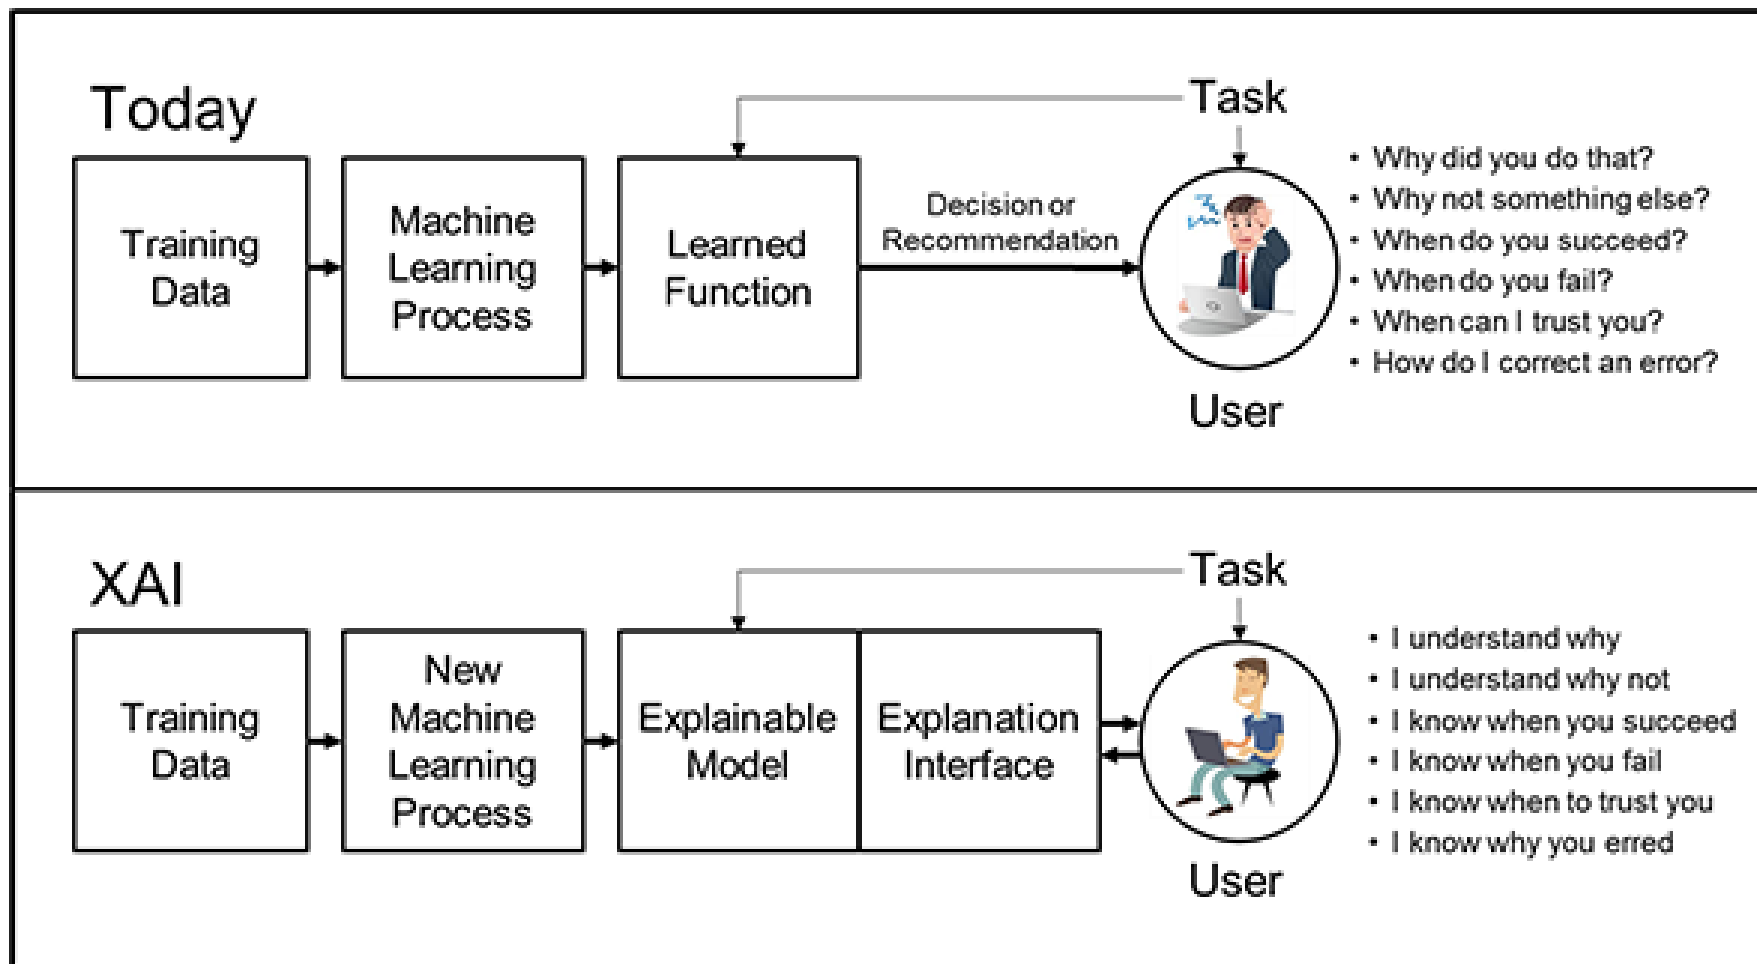 Today
Task
Training
Data
Machine
Learning
Process
Learned
Function
Decision or
Recommendation
User
• Why did you do that?
• Why not something else?
• When do you succeed?
• When do you fail?
• When can I trust you?
• How do I correct an error?
XAI
Task
Training
Data
New
Machine
Learning
Process
Explainable
Model
Explanation
Interface
User
• I understand why
• I understand why not
• I know when you succeed
• I know when you fail
• I know when to trust you
• I know why you erred